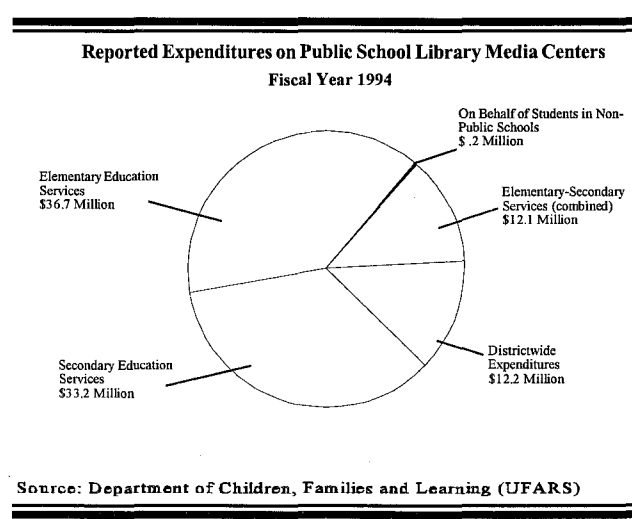 Reported Expenditures on Public School Library Media Centers
Fiscal Year 1994
On Behalf of Students in Non-
Public Schools
$ .2 Million
Elementary Education
Services
$36.7 Million
Elementary-Secondary
Services (combined)
$12.1 Million
Secondary Education
Services
$33.2 Million
Districtwide
Expenditures
$12.2 Million
Source: Department of Children, Families and Learning (UFARS)